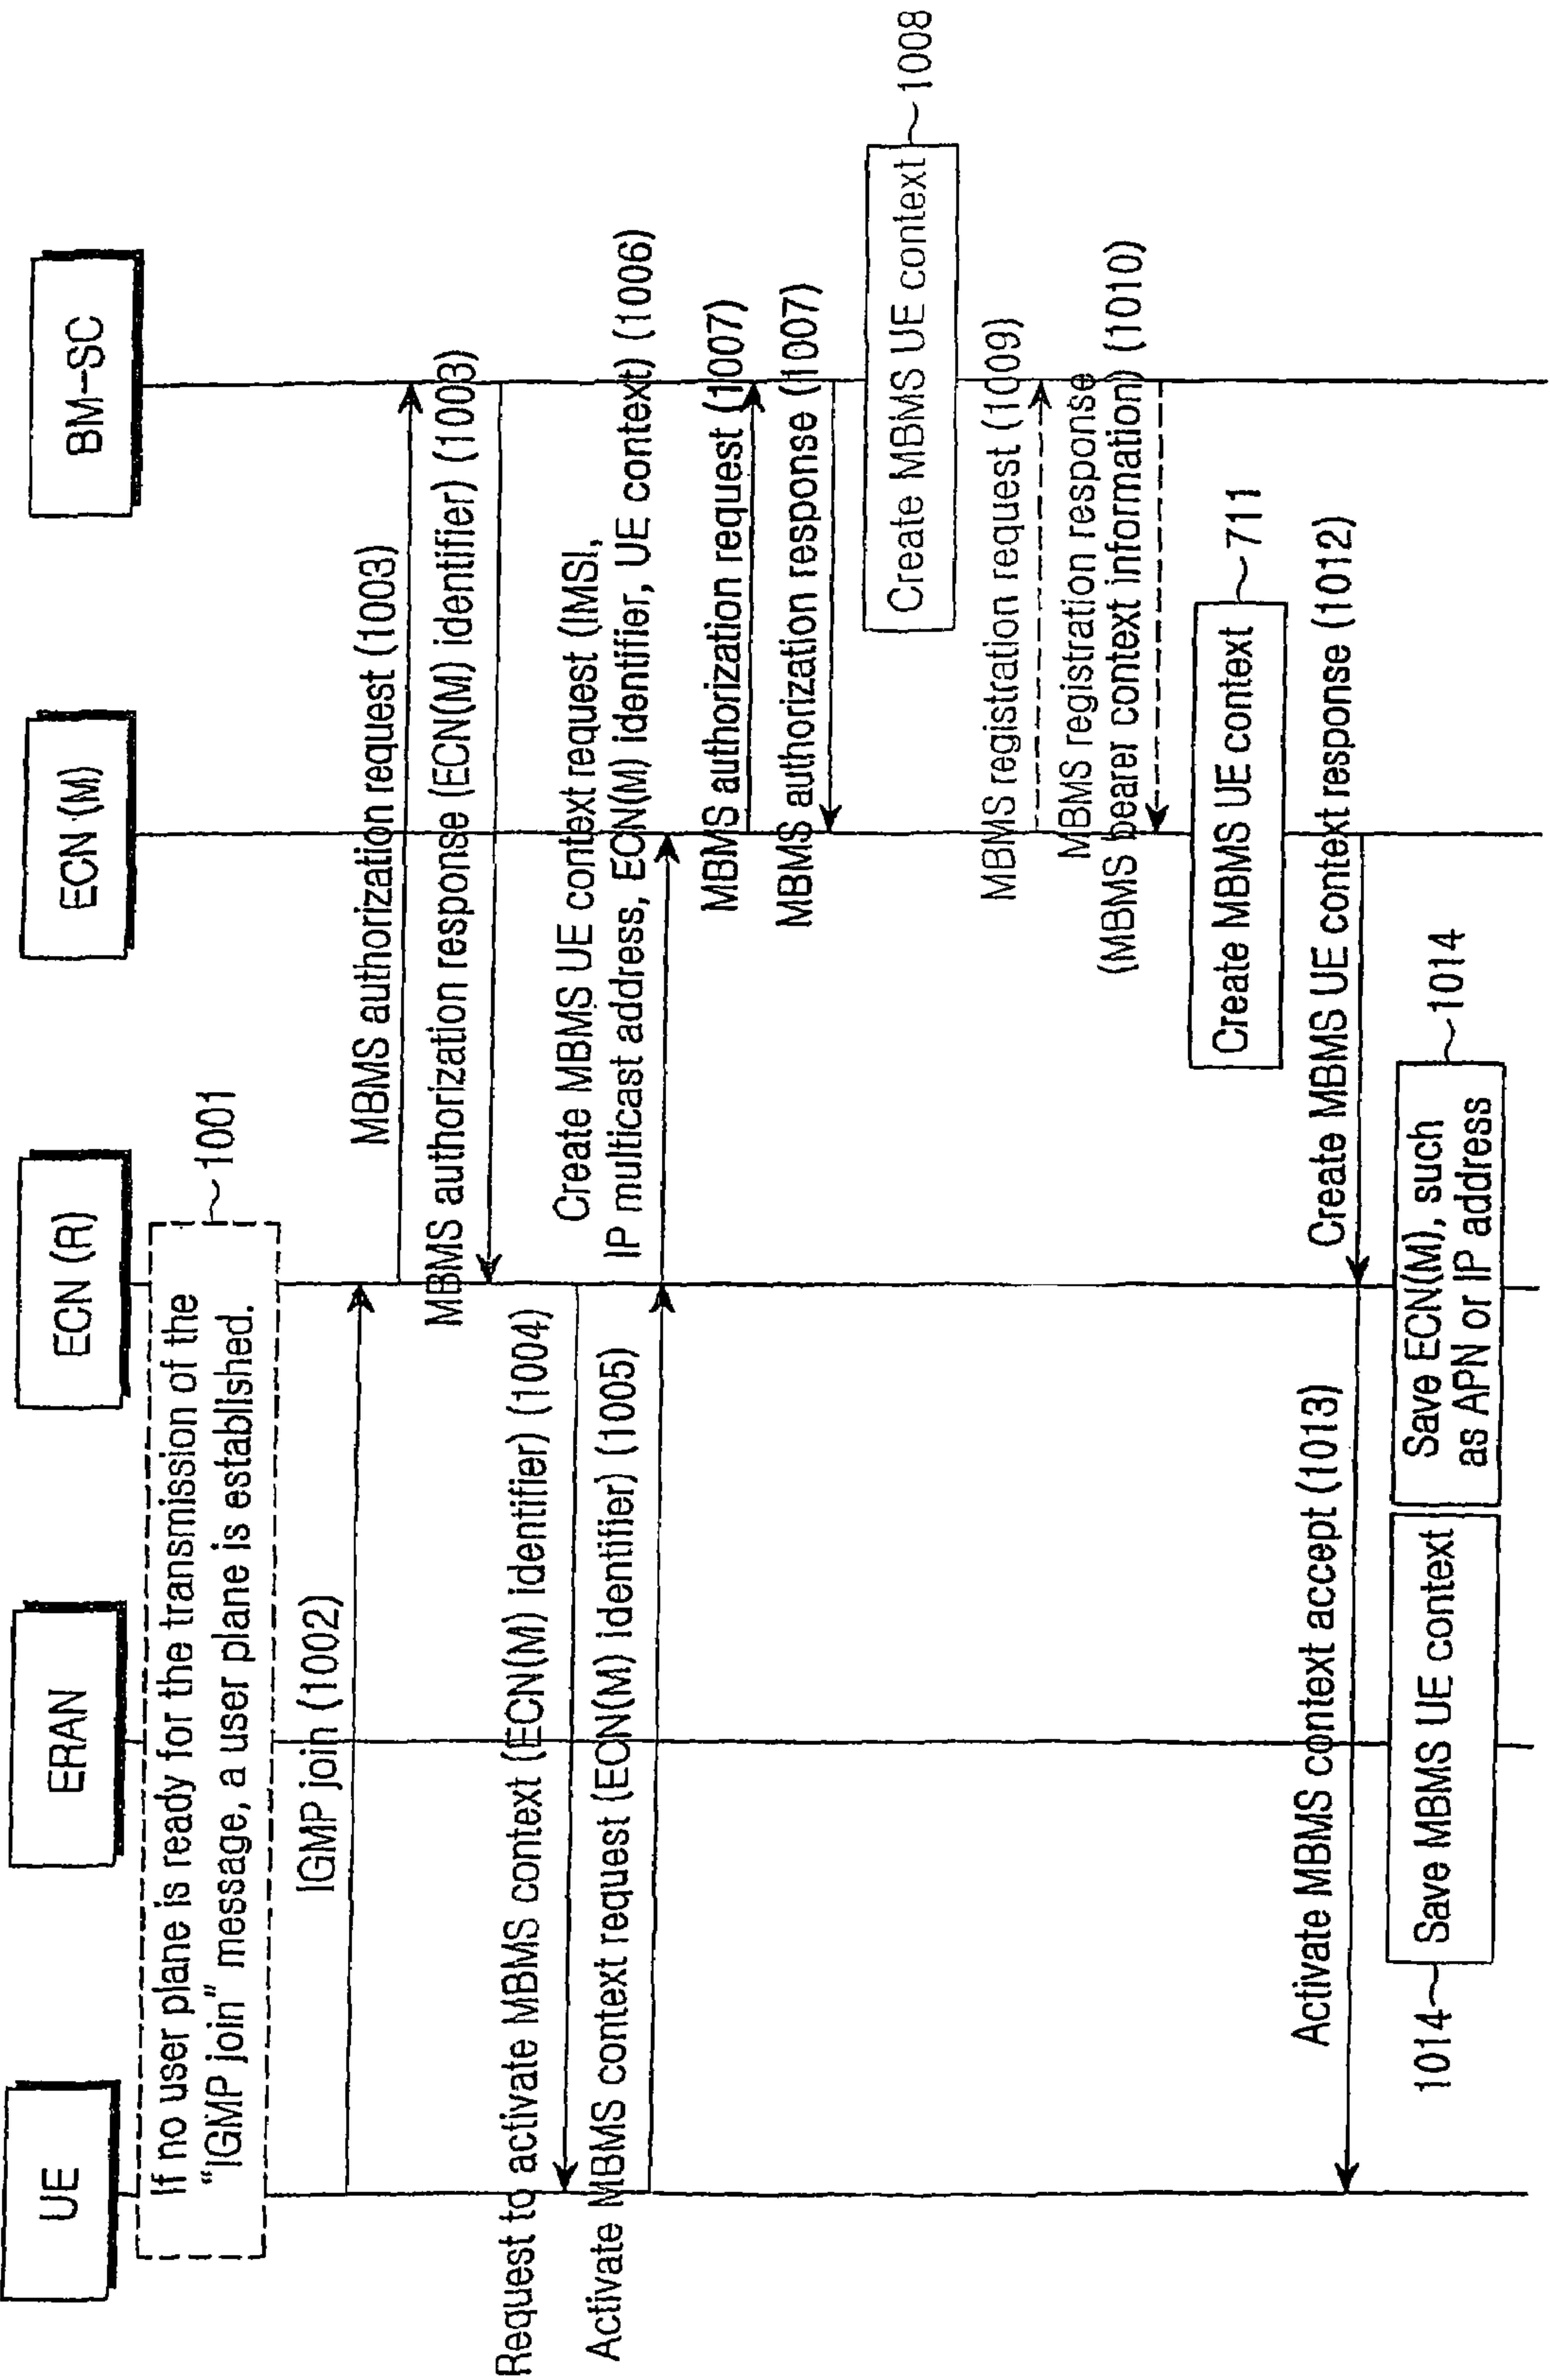 UE
ERAN
ECN (R)
ECN (M)
BM-SC
If no user plane is ready for the transmission of the
"IGMP join" message, a user plane is established.
1001
IGMP join (1002)
MBMS authorization request (1003)
MBMS authorization response (ECN(M) identifier) (1003)
Request to activate MBMS context (ECN(M) identifier) (1004)
Activate MBMS context request (ECN(M) identifier) (1005)
Create MBMS UE context request (IMSI,
IP multicast address, ECN(M) identifier, UE context) (1006)
MBMS authorization request (1007)
MBMS authorization response (1007)
Create MBMS UE context
1008
MBMS registration request (1009)
MBMS registration response
(MBMS bearer context information) (1010)
Create MBMS UE context
711
Create MBMS UE context response (1012)
Activate MBMS context accept (1013)
1014
Save MBMS UE context
Save ECN(M), such
as APN or IP address
1014